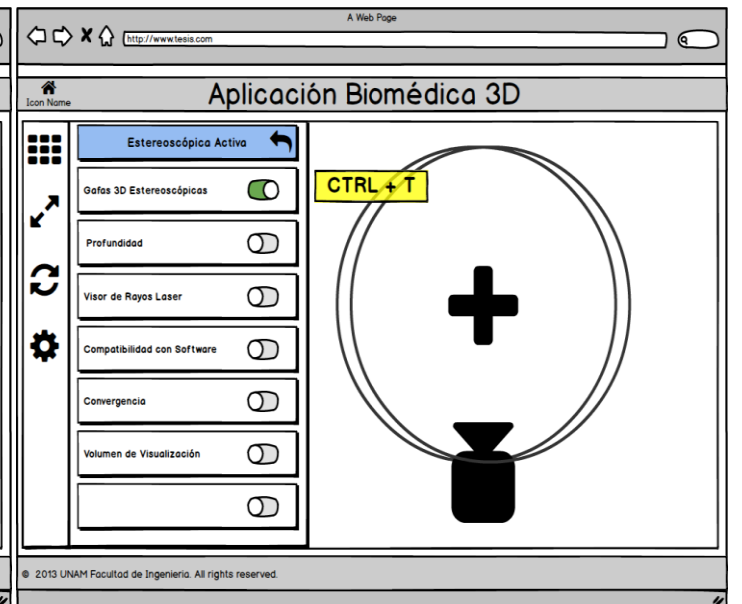 A Web Page
http://www.tesis.com
Icon Name
Aplicación Biomédica 3D
Estereoscópica Activa
Gafas 3D Estereoscópicas
CTRL + T
Profundidad
Visor de Rayos Laser
Compatibilidad con Software
Convergencia
Volumen de Visualización
© 2013 UNAM Facultad de Ingenieria. All rights reserved.